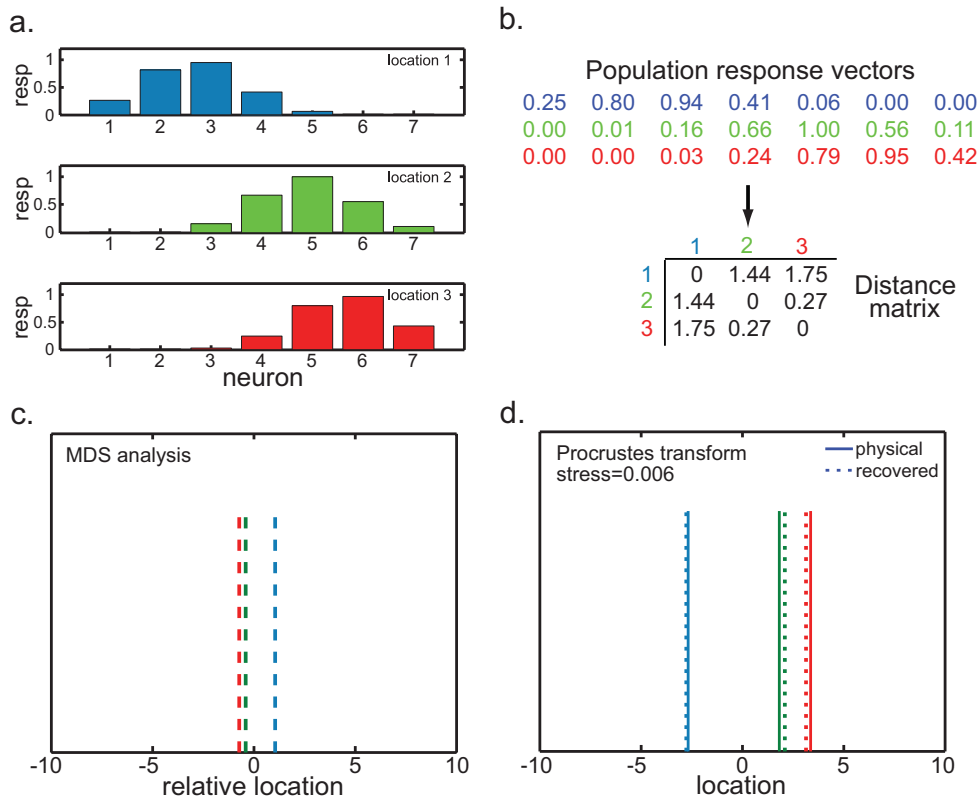 a.
resp
1
0.5
0
location 1
1 2 3 4 5 6 7
resp
1
0.5
0
location 2
1 2 3 4 5 6 7
resp
1
0.5
0
location 3
1 2 3 4 5 6 7
neuron
b.
Population response vectors
0.25 0.80 0.94 0.41 0.06 0.00 0.00
0.00 0.01 0.16 0.66 1.00 0.56 0.11
0.00 0.00 0.03 0.24 0.79 0.95 0.42
1 2 3
1 0 1.44 1.75
2 1.44 0 0.27
3 1.75 0.27 0
Distance
matrix
c.
MDS analysis
-10 -5 0 5 10
relative location
d.
Procrustes transform
stress=0.006
physical
recovered
-10 -5 0 5 10
location